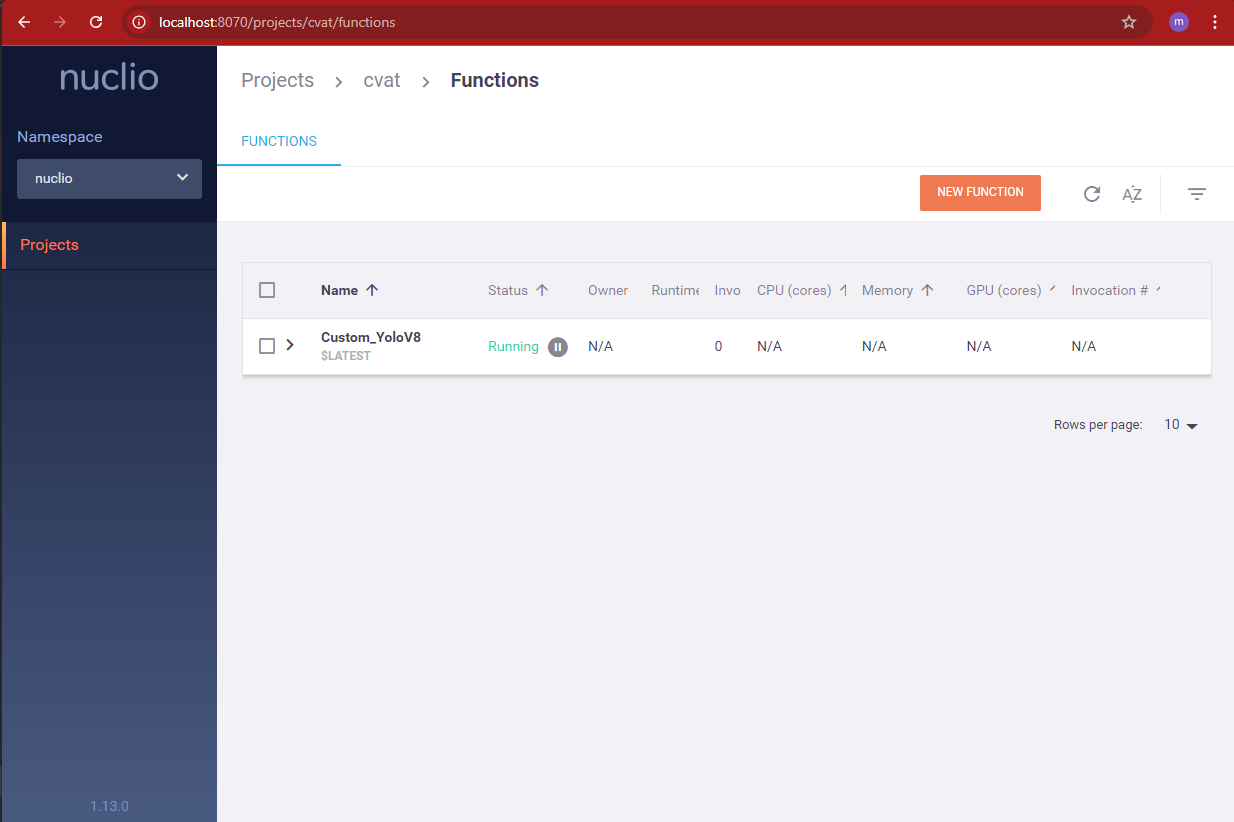 localhost:8070/projects/cvat/functions
m
nuclio
Projects > cvat > Functions
Namespace
FUNCTIONS
nuclio
NEW FUNCTION
AZ
Projects
Name Status Owner Runtime Invo CPU (cores) Memory GPU (cores) Invocation #
Custom_YoloV8
$LATEST
Running N/A 0 N/A N/A N/A N/A
Rows per page: 10
1.13.0